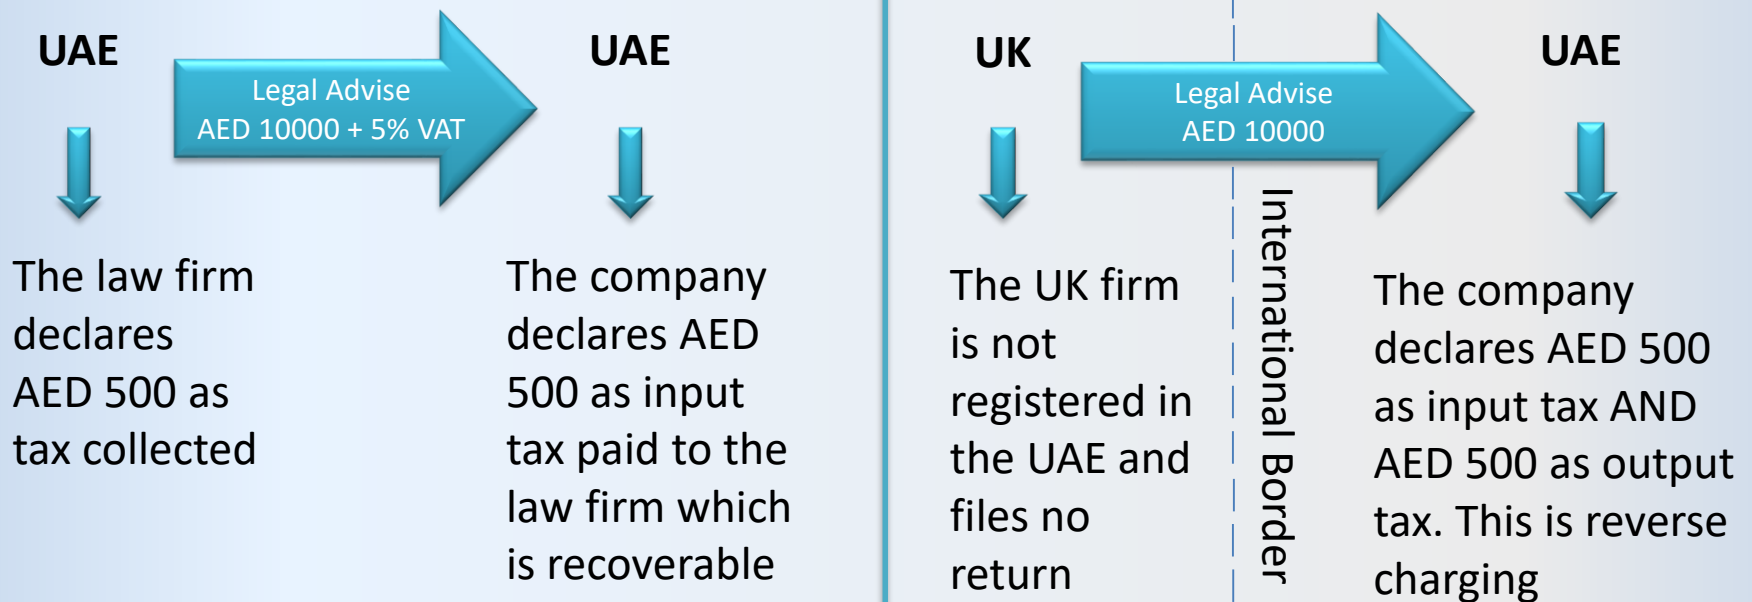 UAE
Legal Advise
AED 10000 + 5% VAT
UAE
The law firm
declares
AED 500 as
tax collected
The company
declares AED
500 as input
tax paid to the
law firm which
is recoverable
UK
Legal Advise
AED 10000
UAE
The UK firm
is not
registered in
the UAE and
files no
return
International Border
The company
declares AED 500
as input tax AND
AED 500 as output
tax. This is reverse
charging